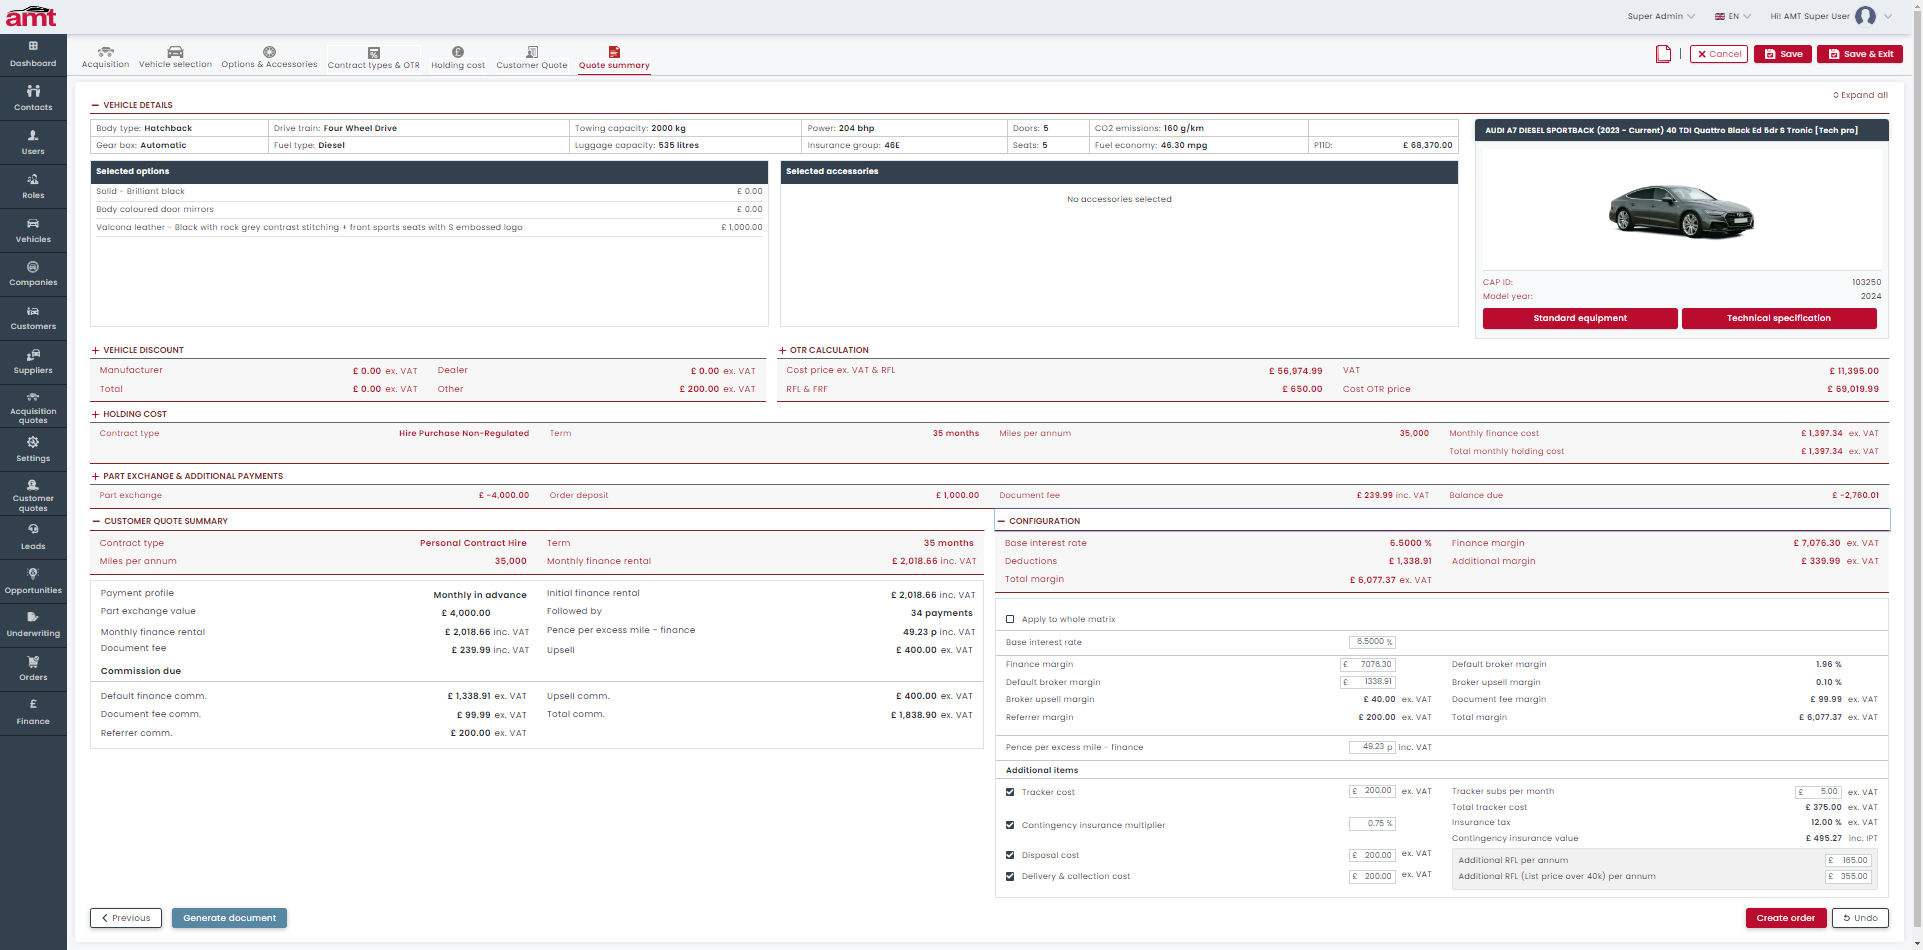 amt
Super Admin
EN
Hi! AMT Super User
Dashboard
Contacts
Users
Roles
Vehicles
Companies
Customers
Suppliers
Acquisition
quotes
Settings
Customer
quotes
Leads
Opportunities
Underwriting
Orders
Finance
Acquisition
Vehicle selection
Options & Accessories
Contract types & OTR
Holding cost
Customer Quote
Quote summary
Cancel
Save
Save & Exit
VEHICLE DETAILS
Expand all
Body type: Hatchback Drive train: Four Wheel Drive Towing capacity: 2000 kg Power: 204 bhp Doors: 5 CO2 emissions: 160 g/km
Gear box: Automatic Fuel type: Diesel Luggage capacity: 535 litres Insurance group: 46E Seats: 5 Fuel economy: 46.30 mpg P11D: £ 68,370.00
Selected options
Solid - Brilliant black £ 0.00
Body coloured door mirrors £ 0.00
Valcona leather - Black with rock grey contrast stitching + front sports seats with S embossed logo £ 1,000.00
Selected accessories
No accessories selected
AUDI A7 DIESEL SPORTBACK (2023 - Current) 40 TDI Quattro Black Ed 5dr S Tronic [Tech pro]
CAP ID: 103250
Model year: 2024
Standard equipment
Technical specification
VEHICLE DISCOUNT
Manufacturer £ 0.00 ex. VAT Dealer £ 0.00 ex. VAT
Total £ 0.00 ex. VAT Other £ 200.00 ex. VAT
OTR CALCULATION
Cost price ex. VAT & RFL £ 56,974.99 VAT £ 11,395.00
RFL & FRF £ 650.00 Cost OTR price £ 69,019.99
HOLDING COST
Contract type Hire Purchase Non-Regulated Term 35 months Miles per annum 35,000 Monthly finance cost £ 1,397.34 ex. VAT
Total monthly holding cost £ 1,397.34 ex. VAT
PART EXCHANGE & ADDITIONAL PAYMENTS
Part exchange £ -4,000.00 Order deposit £ 1,000.00 Document fee £ 239.99 inc. VAT Balance due £ -2,760.01
CUSTOMER QUOTE SUMMARY
Contract type Personal Contract Hire Term 35 months
Miles per annum 35,000 Monthly finance rental £ 2,018.66 inc. VAT
Payment profile Monthly in advance Initial finance rental £ 2,018.66 inc. VAT
Part exchange value £ 4,000.00 Followed by 34 payments
Monthly finance rental £ 2,018.66 inc. VAT Pence per excess mile - finance 49.23 p inc. VAT
Document fee £ 239.99 inc. VAT Upsell £ 400.00 ex. VAT
Commission due
Default finance comm. £ 1,338.91 ex. VAT Upsell comm. £ 400.00 ex. VAT
Document fee comm. £ 99.99 ex. VAT Total comm. £ 1,838.90 ex. VAT
Referrer comm. £ 200.00 ex. VAT
CONFIGURATION
Base interest rate 6.5000 % Finance margin £ 7,076.30 ex. VAT
Deductions £ 1,338.91 Additional margin £ 339.99 ex. VAT
Total margin £ 6,077.37 ex. VAT
Apply to whole matrix
Base interest rate 6.5000 %
Finance margin £ 7076.30 Default broker margin 1.96 %
Default broker margin £ 1338.91 Broker upsell margin 0.10 %
Broker upsell margin £ 40.00 ex. VAT Document fee margin £ 99.99 ex. VAT
Referrer margin £ 200.00 ex. VAT Total margin £ 6,077.37 ex. VAT
Pence per excess mile - finance 49.23 p inc. VAT
Additional items
Tracker cost £ 200.00 ex. VAT Tracker subs per month £ 5.00 ex. VAT
Total tracker cost £ 375.00 ex. VAT
Contingency insurance multiplier 0.75 % Insurance tax 12.00 % ex. VAT
Contingency insurance value £ 495.27 inc. IPT
Disposal cost £ 200.00 ex. VAT Additional RFL per annum £ 165.00
Delivery & collection cost £ 200.00 ex. VAT Additional RFL (List price over 40k) per annum £ 355.00
Previous
Generate document
Create order
Undo